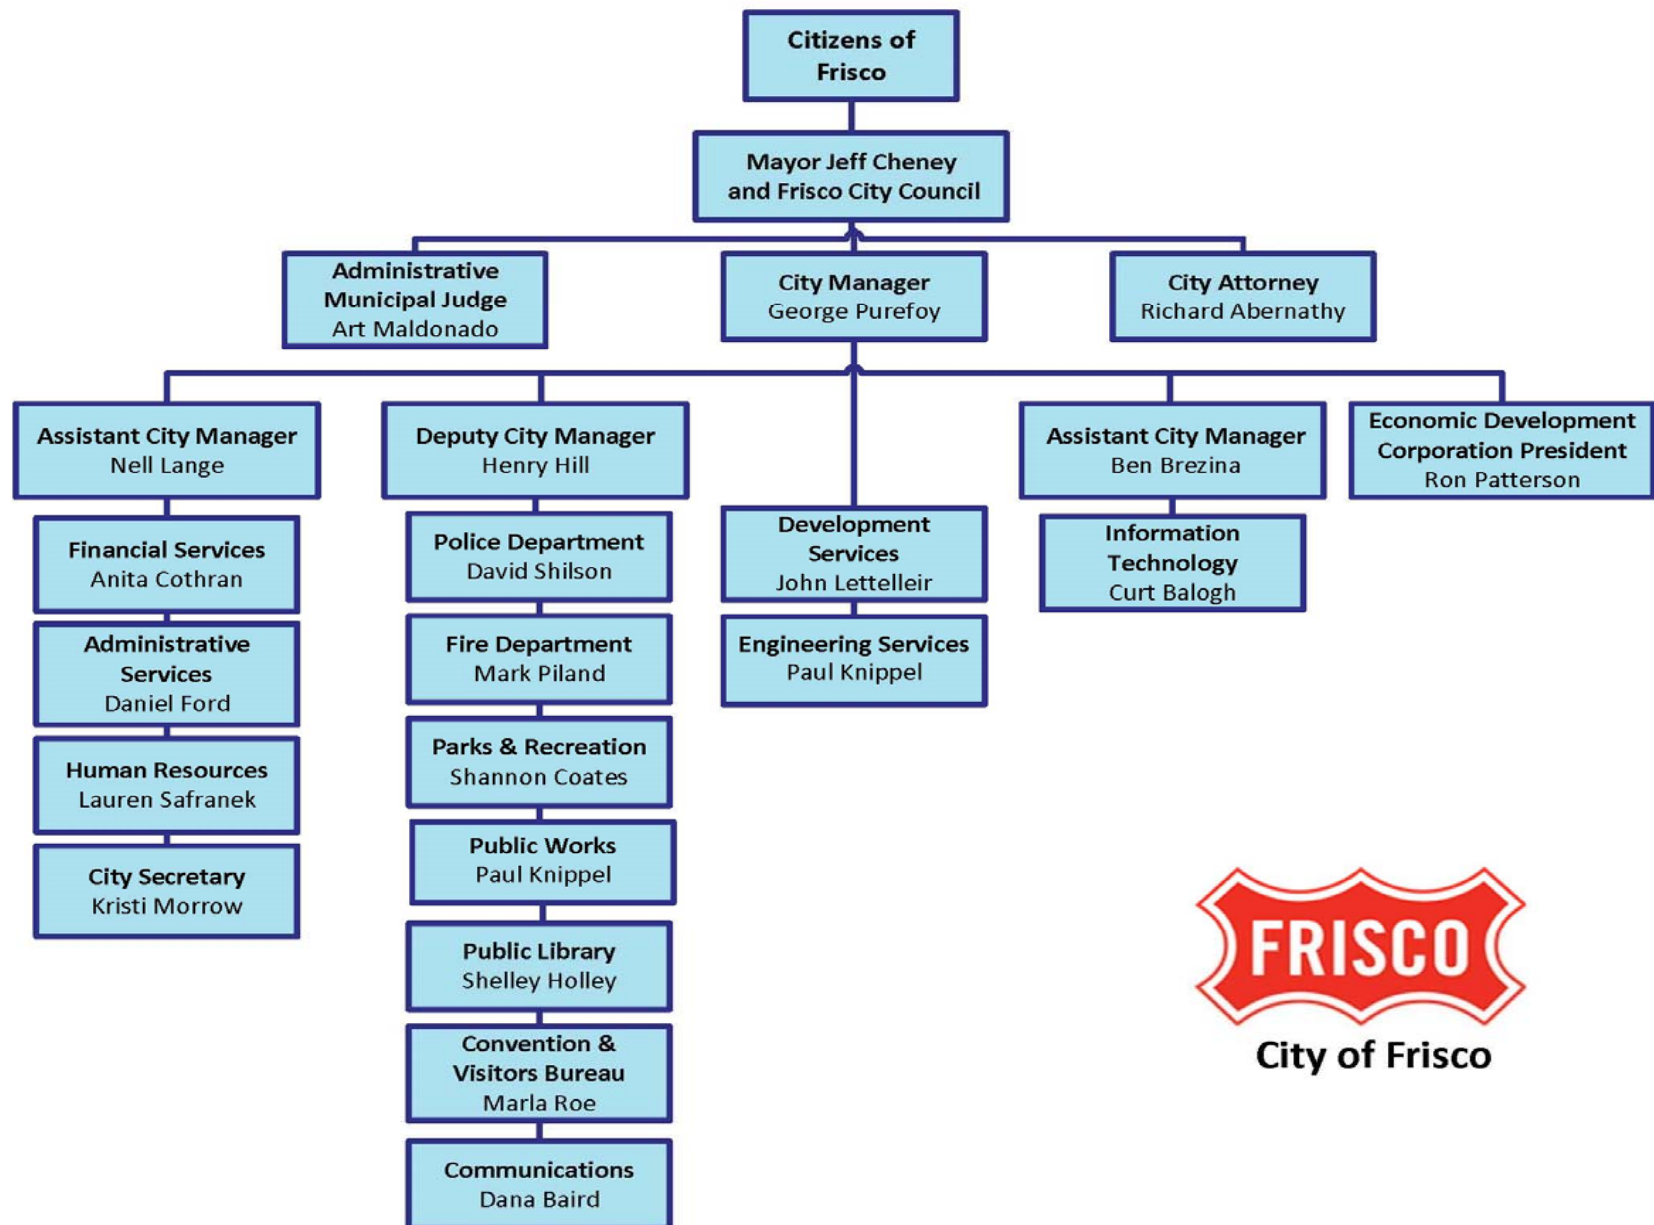 Citizens of
Frisco
Mayor Jeff Cheney
and Frisco City Council
Administrative
Municipal Judge
Art Maldonado
City Manager
George Purefoy
City Attorney
Richard Abernathy
Assistant City Manager
Nell Lange
Financial Services
Anita Cothran
Administrative
Services
Daniel Ford
Human Resources
Lauren Safranek
City Secretary
Kristi Morrow
Deputy City Manager
Henry Hill
Police Department
David Shilson
Fire Department
Mark Piland
Parks & Recreation
Shannon Coates
Public Works
Paul Knippel
Public Library
Shelley Holley
Convention &
Visitors Bureau
Marla Roe
Communications
Dana Baird
Development
Services
John Lettelleir
Engineering Services
Paul Knippel
Assistant City Manager
Ben Brezina
Information
Technology
Curt Balogh
Economic Development
Corporation President
Ron Patterson
FRISCO
City of Frisco